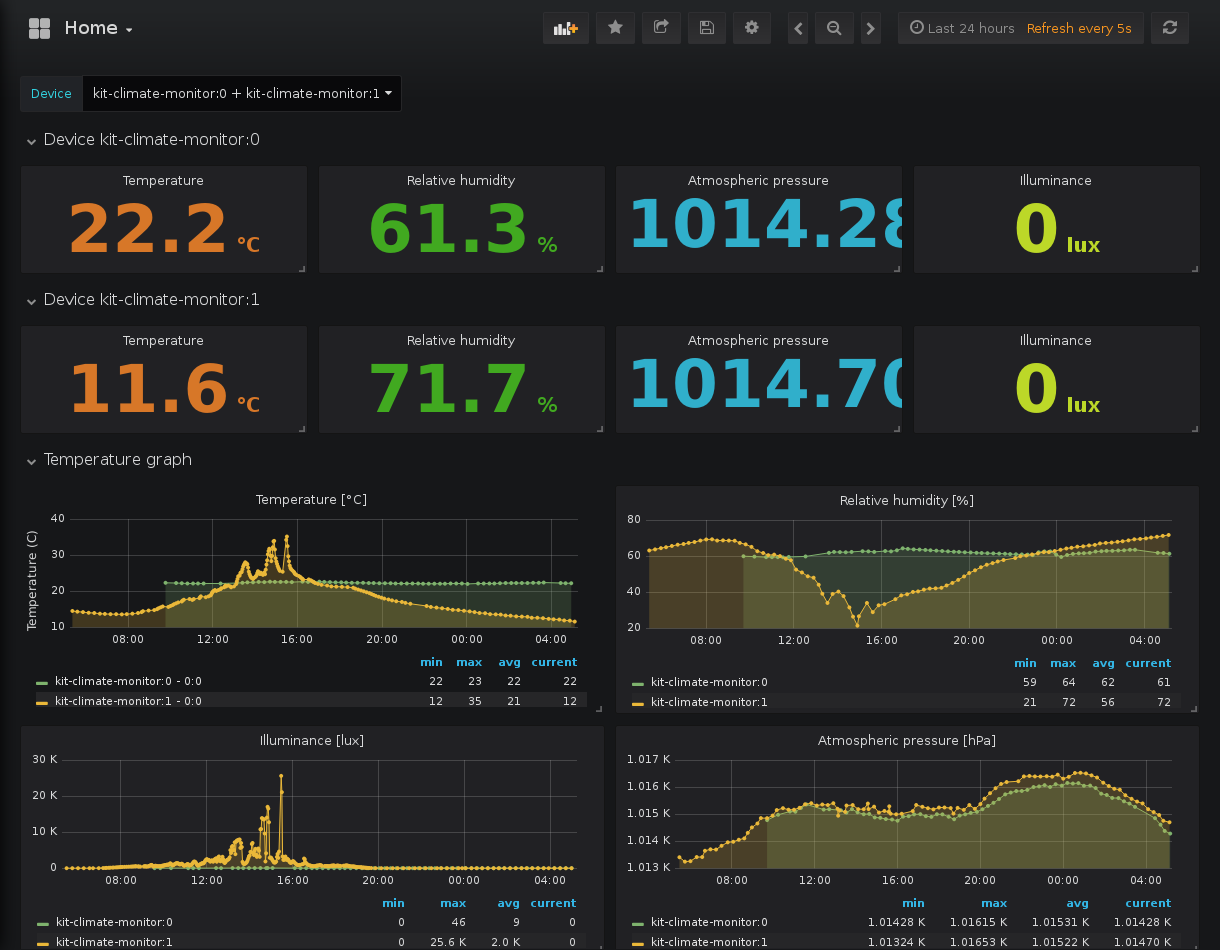 Home
Last 24 hours Refresh every 5s
Device kit-climate-monitor:0 + kit-climate-monitor:1
Device kit-climate-monitor:0
Temperature Relative humidity Atmospheric pressure Illuminance
22.2 °C 61.3 % 1014.28 0 lux
Device kit-climate-monitor:1
Temperature Relative humidity Atmospheric pressure Illuminance
11.6 °C 71.7 % 1014.70 0 lux
Temperature graph
Temperature [°C]
Temperature (C)
40
30
20
10
08:00 12:00 16:00 20:00 00:00 04:00
min max avg current
kit-climate-monitor:0 - 0:0 22 23 22 22
kit-climate-monitor:1 - 0:0 12 35 21 12
Relative humidity [%]
80
60
40
20
08:00 12:00 16:00 20:00 00:00 04:00
min max avg current
kit-climate-monitor:0 59 64 62 61
kit-climate-monitor:1 21 72 56 72
Illuminance [lux]
30 K
20 K
10 K
0
08:00 12:00 16:00 20:00 00:00 04:00
min max avg current
kit-climate-monitor:0 0 46 9 0
kit-climate-monitor:1 0 25.6 K 2.0 K 0
Atmospheric pressure [hPa]
1.017 K
1.016 K
1.015 K
1.014 K
1.013 K
08:00 12:00 16:00 20:00 00:00 04:00
min max avg current
kit-climate-monitor:0 1.01428 K 1.01615 K 1.01531 K 1.01428 K
kit-climate-monitor:1 1.01324 K 1.01653 K 1.01522 K 1.01470 K